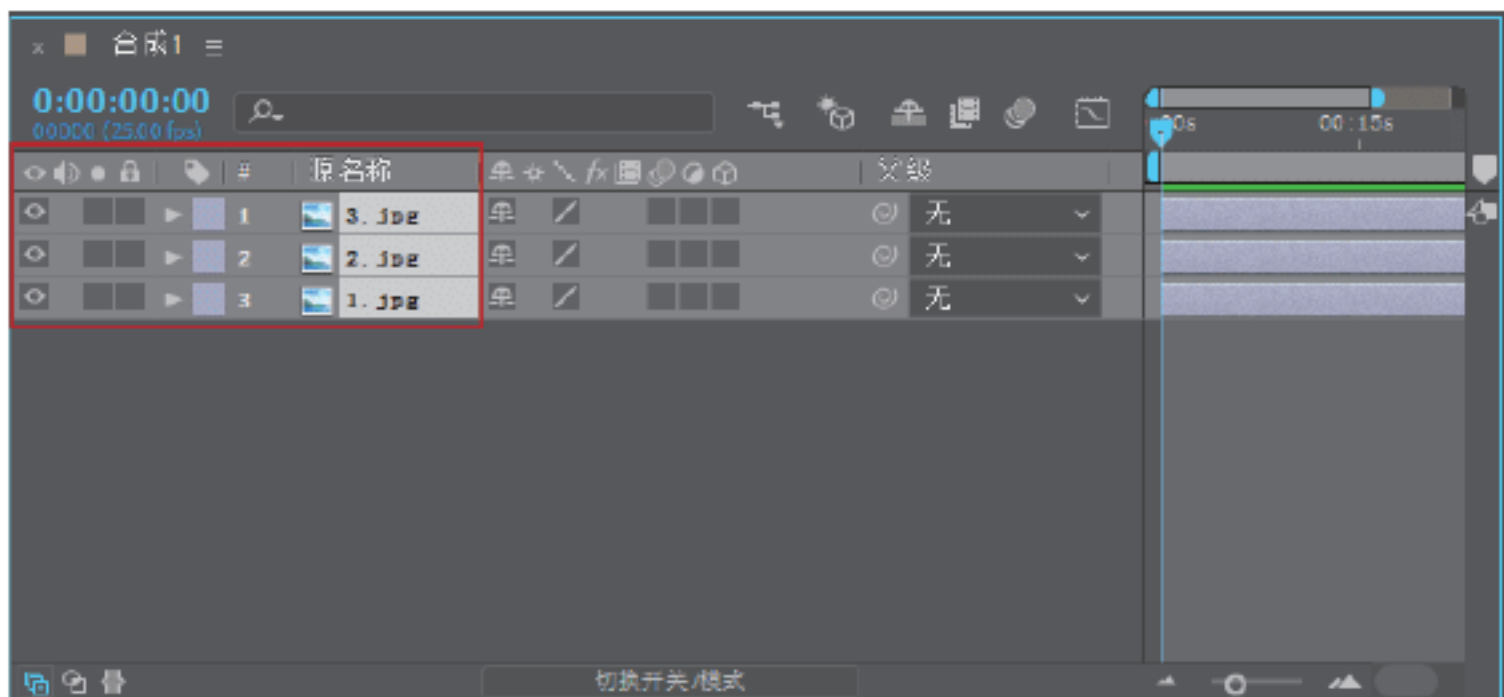 × 合成1 ≡
0:00:00:00
00000 (25.00 fps)
00s 00:15s
# 源名称 fx 父级
1 3.jpg 无
2 2.jpg 无
3 1.jpg 无
切换开关/模式